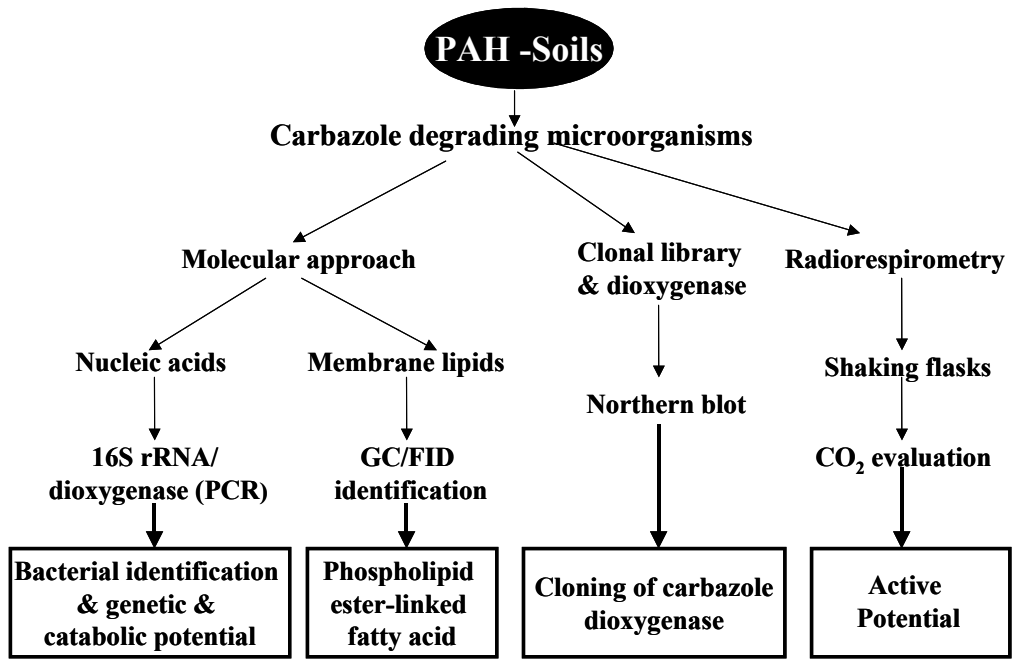 PAH -Soils
Carbazole degrading microorganisms
Molecular approach
Clonal library
& dioxygenase
Radiorespirometry
Nucleic acids
Membrane lipids
Shaking flasks
Northern blot
16S rRNA/
dioxygenase (PCR)
GC/FID
identification
CO₂ evaluation
Bacterial identification
& genetic &
catabolic potential
Phospholipid
ester-linked
fatty acid
Cloning of carbazole
dioxygenase
Active
Potential